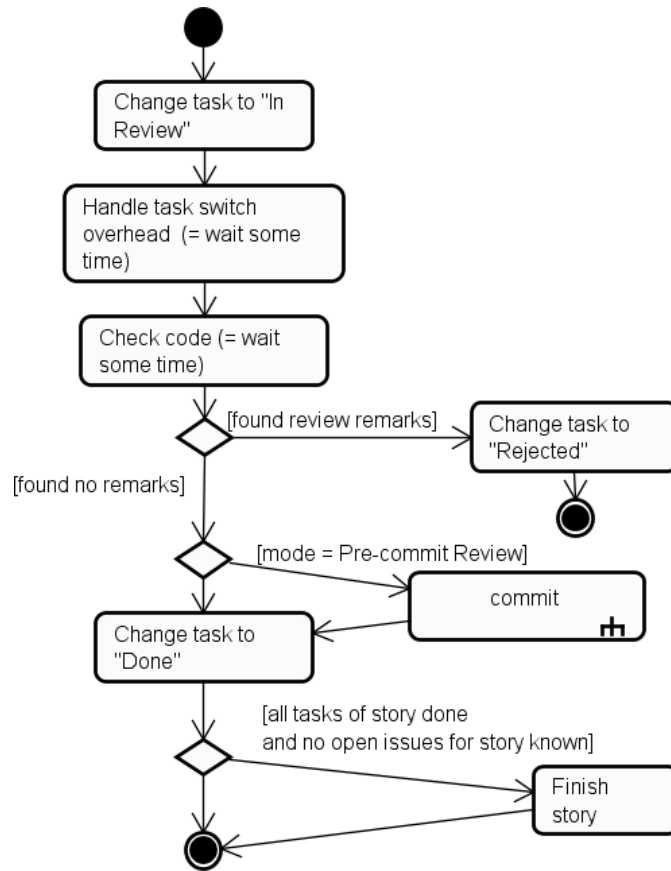 Change task to "In
Review"
Handle task switch
overhead  (= wait some
time)
Check code (= wait
some time)
[found review remarks]
Change task to
"Rejected"
[found no remarks]
[mode = Pre-commit Review]
commit
Change task to
"Done"
[all tasks of story done
and no open issues for story known]
Finish
story